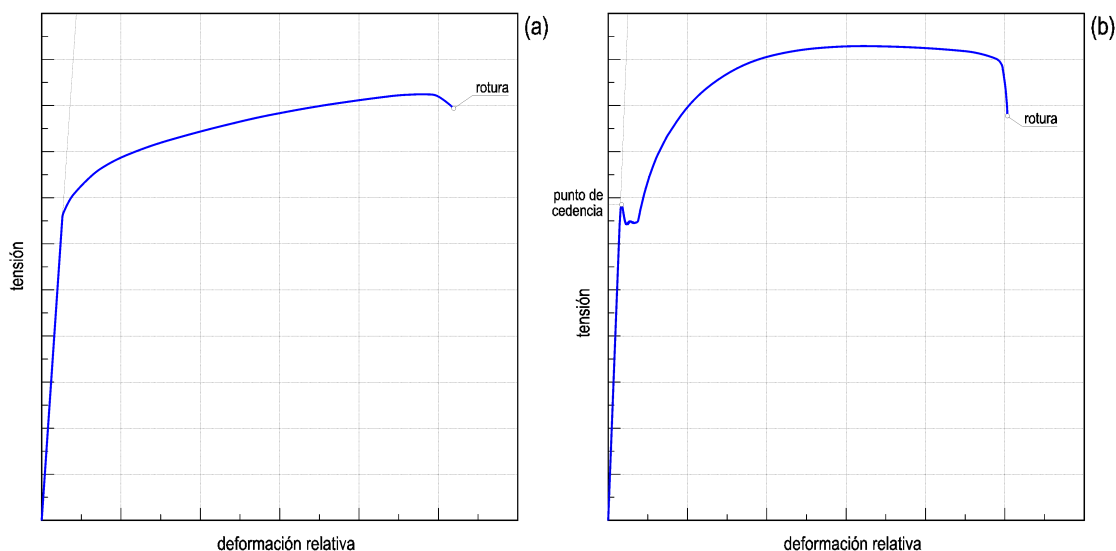 (a)
rotura
tensión
deformación relativa
(b)
rotura
punto de
cedencia
tensión
deformación relativa